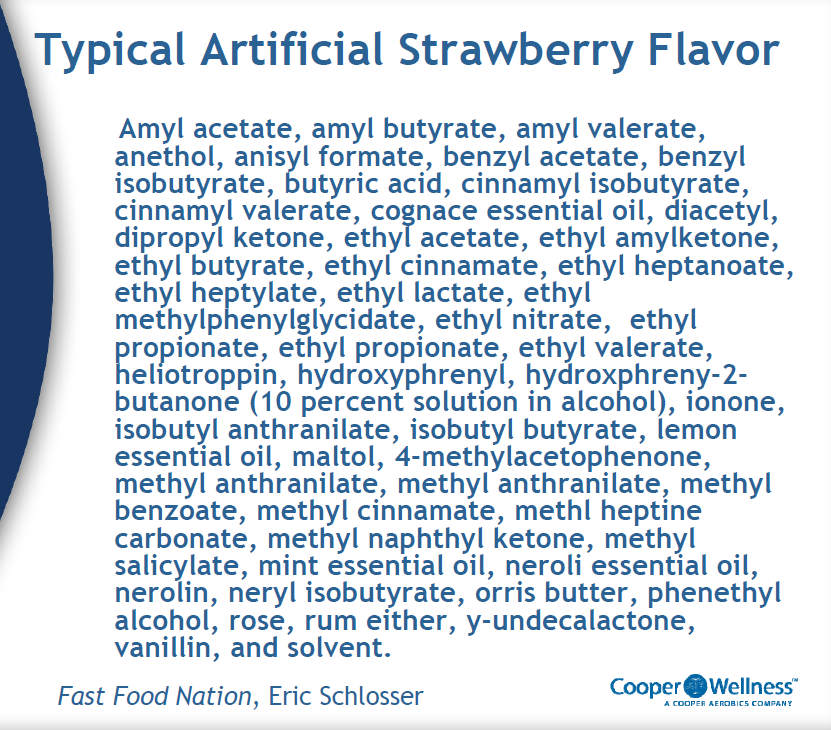 Typical Artificial Strawberry Flavor
Amyl acetate, amyl butyrate, amyl valerate,
anethol, anisyl formate, benzyl acetate, benzyl
isobutyrate, butyric acid, cinnamyl isobutyrate,
cinnamyl valerate, cognace essential oil, diacetyl,
dipropyl ketone, ethyl acetate, ethyl amylketone,
ethyl butyrate, ethyl cinnamate, ethyl heptanoate,
ethyl heptylate, ethyl lactate, ethyl
methylphenylglycidate, ethyl nitrate, ethyl
propionate, ethyl propionate, ethyl valerate,
heliotroppin, hydroxyphrenyl, hydroxphreny-2-
butanone (10 percent solution in alcohol), ionone,
isobutyl anthranilate, isobutyl butyrate, lemon
essential oil, maltol, 4-methylacetophenone,
methyl anthranilate, methyl anthranilate, methyl
benzoate, methyl cinnamate, methl heptine
carbonate, methyl naphthyl ketone, methyl
salicylate, mint essential oil, neroli essential oil,
nerolin, neryl isobutyrate, orris butter, phenethyl
alcohol, rose, rum either, y-undecalactone,
vanillin, and solvent.
Fast Food Nation, Eric Schlosser
Cooper Wellness™
A COOPER AEROBICS COMPANY